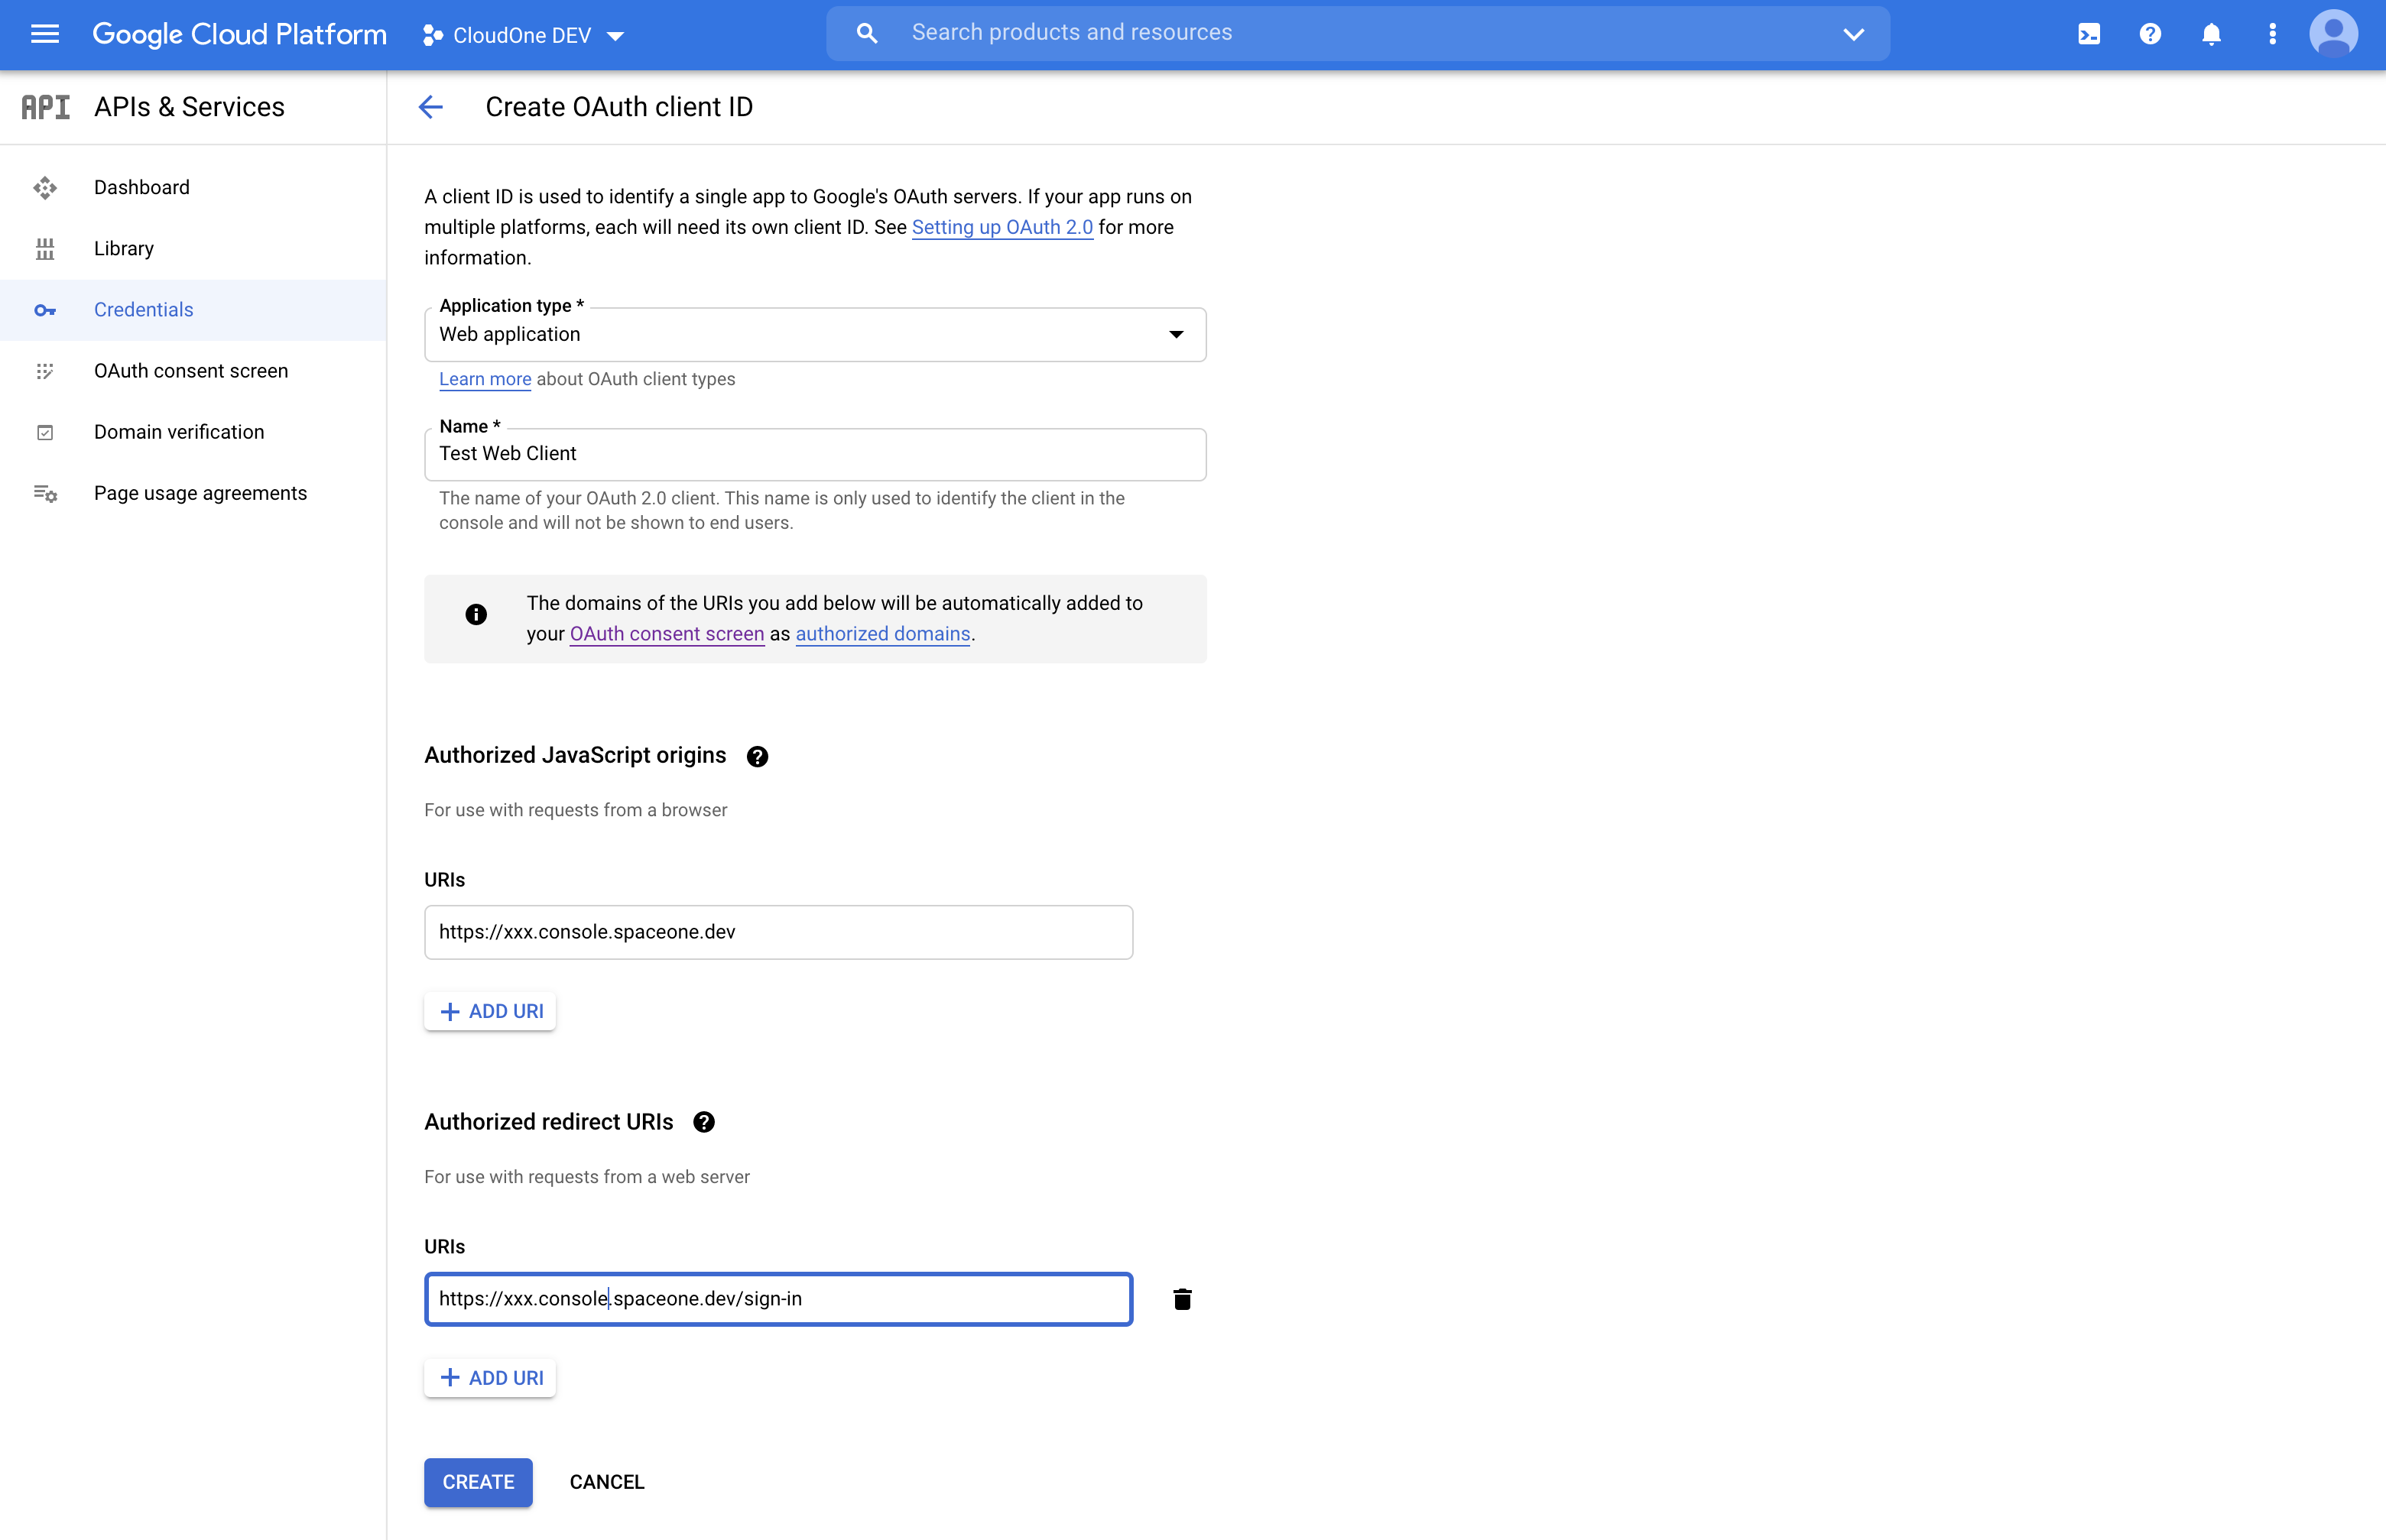 Google Cloud Platform
CloudOne DEV
Search products and resources
API APIs & Services
Create OAuth client ID
Dashboard
Library
Credentials
OAuth consent screen
Domain verification
Page usage agreements
A client ID is used to identify a single app to Google's OAuth servers. If your app runs on
multiple platforms, each will need its own client ID. See Setting up OAuth 2.0 for more
information.
Application type *
Web application
Learn more about OAuth client types
Name *
Test Web Client
The name of your OAuth 2.0 client. This name is only used to identify the client in the
console and will not be shown to end users.
The domains of the URIs you add below will be automatically added to
your OAuth consent screen as authorized domains.
Authorized JavaScript origins
For use with requests from a browser
URIs
https://xxx.console.spaceone.dev
+ ADD URI
Authorized redirect URIs
For use with requests from a web server
URIs
https://xxx.console.spaceone.dev/sign-in
+ ADD URI
CREATE
CANCEL